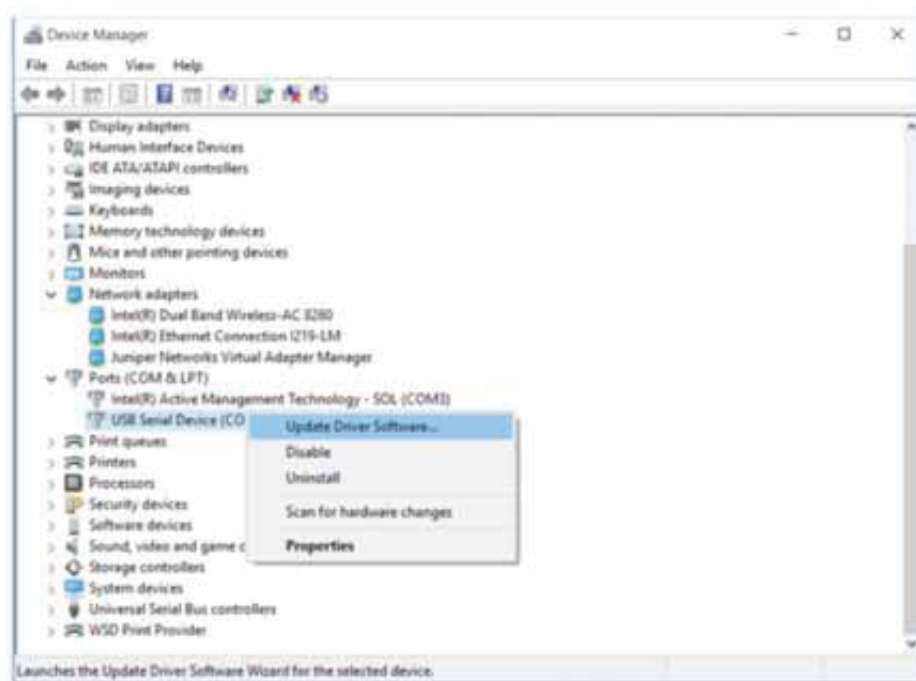 Device Manager
File Action View Help
Display adapters
Human Interface Devices
IDE ATA/ATAPI controllers
Imaging devices
Keyboards
Memory technology devices
Mice and other pointing devices
Monitors
Network adapters
Intel(R) Dual Band Wireless-AC 8260
Intel(R) Ethernet Connection I219-LM
Juniper Networks Virtual Adapter Manager
Ports (COM & LPT)
Intel(R) Active Management Technology - SOL (COM3)
USB Serial Device (CO
Update Driver Software...
Print queues
Disable
Printers
Uninstall
Processors
Security devices
Scan for hardware changes
Software devices
Sound, video and game c
Properties
Storage controllers
System devices
Universal Serial Bus controllers
WSD Print Provider
Launches the Update Driver Software Wizard for the selected device.